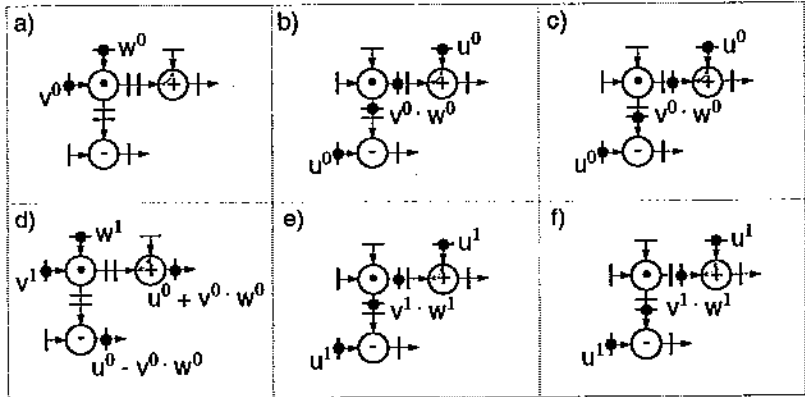 a)
w⁰
v⁰
·
+
-
b)
u⁰
·
+
v⁰ · w⁰
u⁰
-
c)
u⁰
·
+
v⁰ · w⁰
u⁰
-
d)
w¹
v¹
·
+
u⁰ + v⁰ · w⁰
-
u⁰ - v⁰ · w⁰
e)
u¹
·
+
v¹ · w¹
u¹
-
f)
u¹
·
+
v¹ · w¹
u¹
-